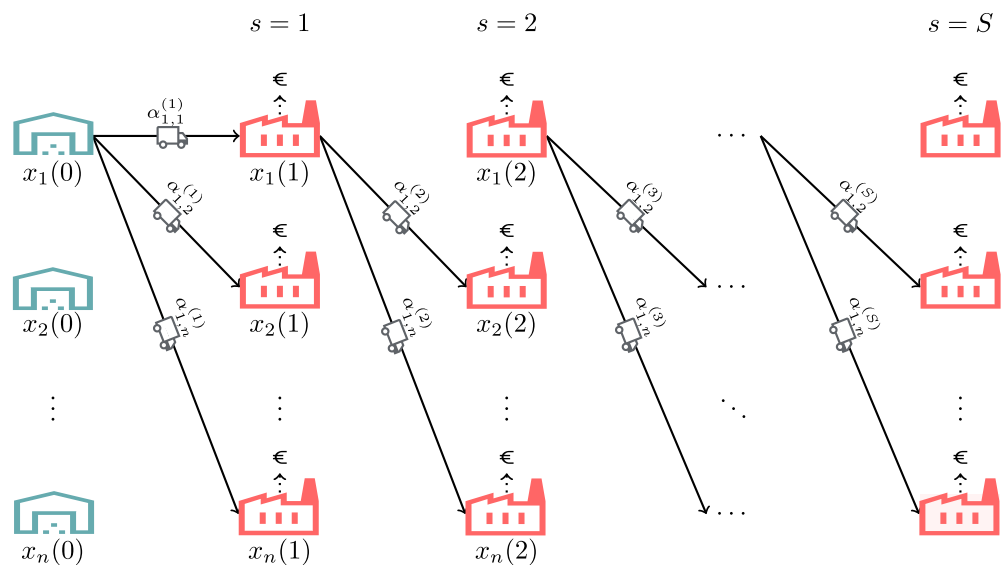 s = 1 s = 2 s = S
€ € € €
α_{1,1}^{(1)} ...
x_1(0) x_1(1) x_1(2)
α_{1,2}^{(1)} α_{1,2}^{(2)} α_{1,2}^{(3)} α_{1,2}^{(S)}
€ € €
...
x_2(0) x_2(1) x_2(2)
α_{1,n}^{(1)} α_{1,n}^{(2)} α_{1,n}^{(3)} α_{1,n}^{(S)}
⋮ ⋮ ⋮ ⋱ ⋮
€ € €
...
x_n(0) x_n(1) x_n(2)